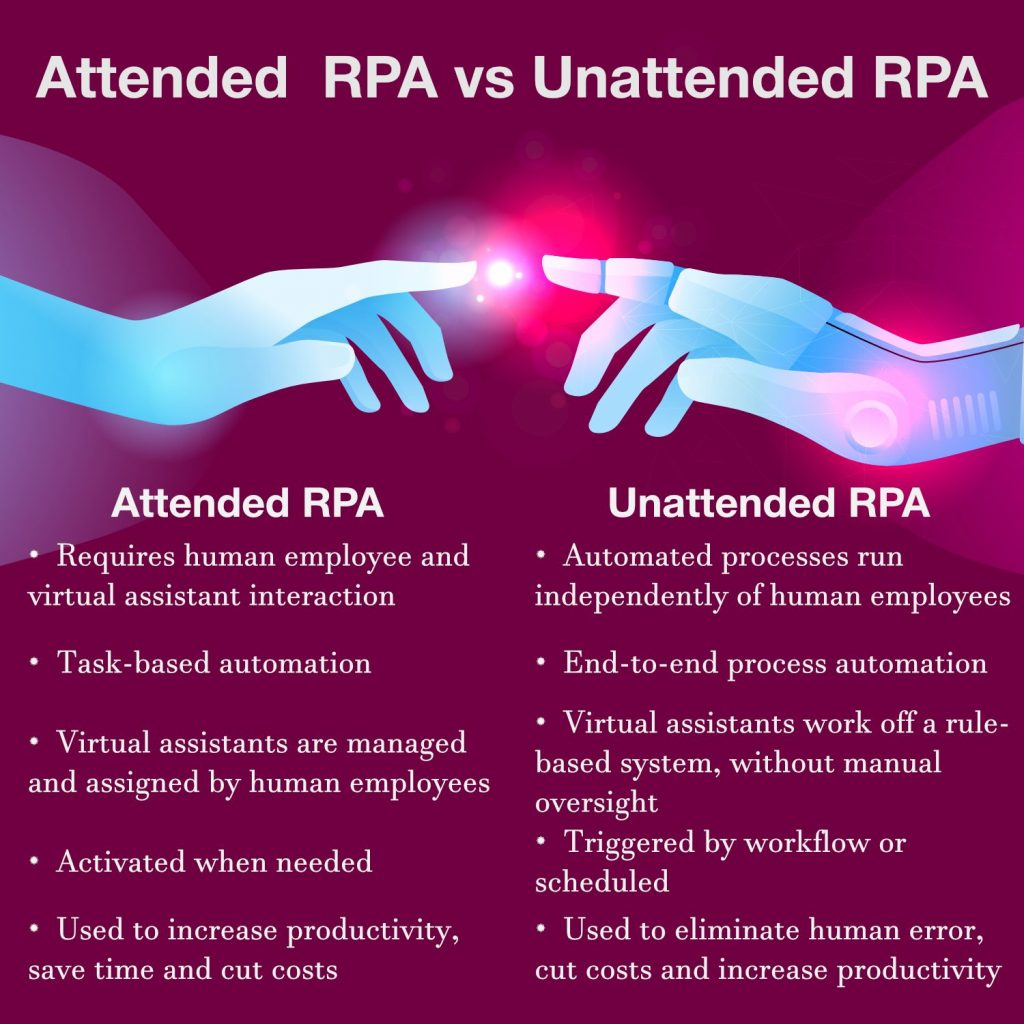 Attended RPA vs Unattended RPA
Attended RPA
• Requires human employee and
virtual assistant interaction
• Task-based automation
• Virtual assistants are managed
and assigned by human employees
• Activated when needed
• Used to increase productivity,
save time and cut costs
Unattended RPA
• Automated processes run
independently of human employees
• End-to-end process automation
• Virtual assistants work off a rule-
based system, without manual
oversight
• Triggered by workflow or
scheduled
• Used to eliminate human error,
cut costs and increase productivity